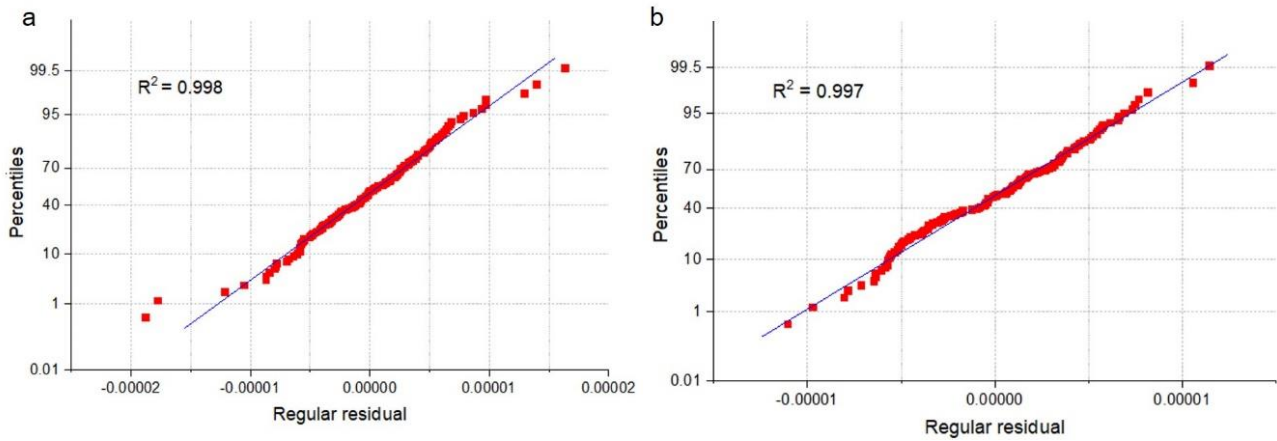 a
R² = 0.998
Percentiles
99.5
95
70
40
10
1
0.01
-0.00002
-0.00001
0.00000
0.00001
0.00002
Regular residual
b
R² = 0.997
Percentiles
99.5
95
70
40
10
1
0.01
-0.00001
0.00000
0.00001
Regular residual